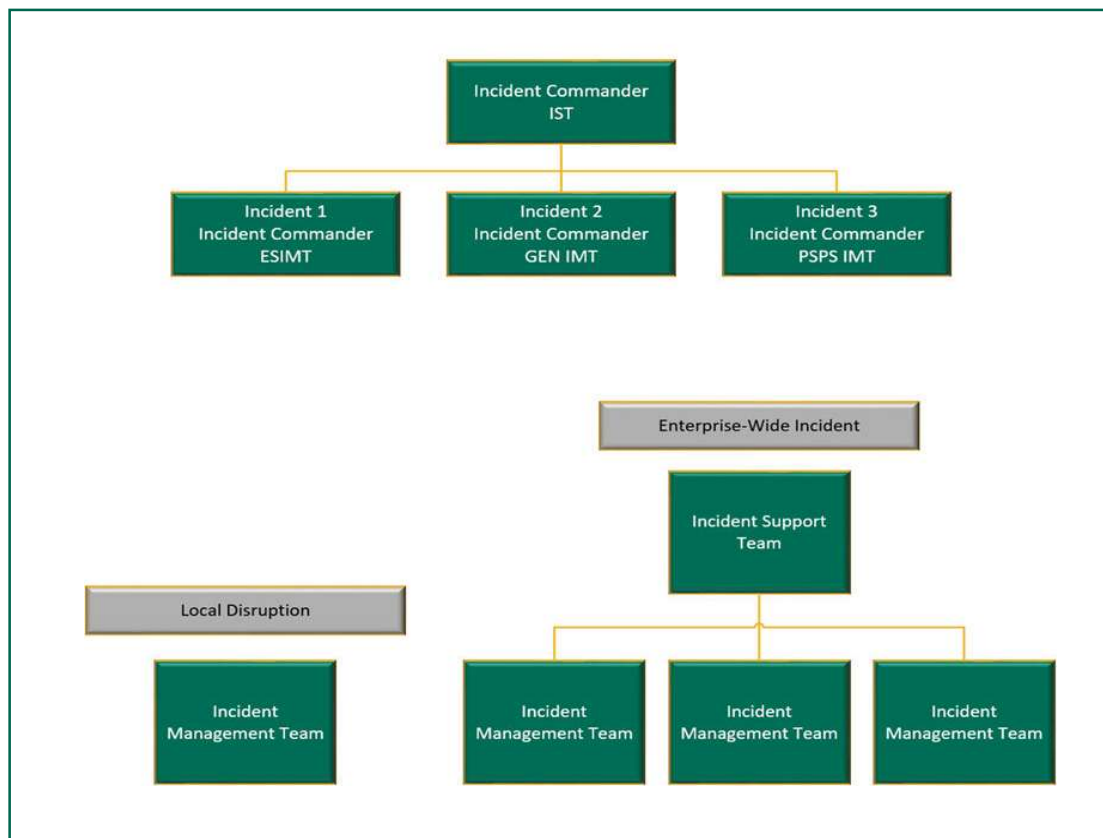 Incident Commander
IST
Incident 1
Incident Commander
ESIMT
Incident 2
Incident Commander
GEN IMT
Incident 3
Incident Commander
PSPS IMT
Enterprise-Wide Incident
Incident Support
Team
Local Disruption
Incident
Management Team
Incident
Management Team
Incident
Management Team
Incident
Management Team